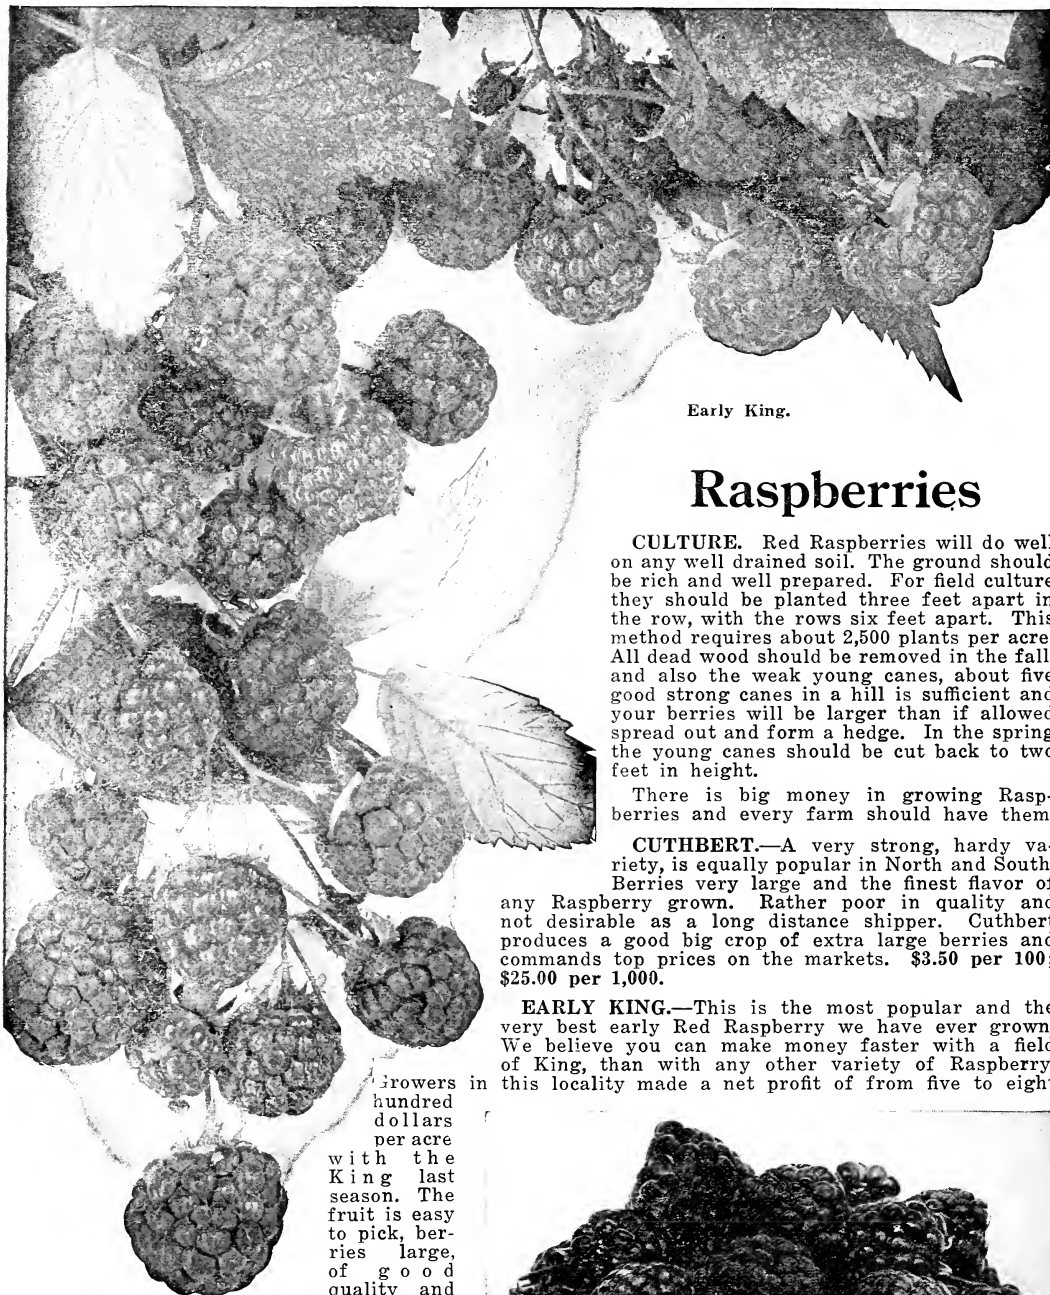 Early King.
Raspberries
CULTURE. Red Raspberries will do well
on any well drained soil. The ground should
be rich and well prepared. For field culture
they should be planted three feet apart in
the row, with the rows six feet apart. This
method requires about 2,500 plants per acre
All dead wood should be removed in the fall
and also the weak young canes, about five
good strong canes in a hill is sufficient and
your berries will be larger than if allowed
spread out and form a hedge. In the spring
the young canes should be cut back to two
feet in height.
There is big money in growing Rasp-
berries and every farm should have them
CUTHBERT.—A very strong, hardy va-
riety, is equally popular in North and South
Berries very large and the finest flavor of
any Raspberry grown. Rather poor in quality and
not desirable as a long distance shipper. Cuthbert
produces a good big crop of extra large berries and
commands top prices on the markets. $3.50 per 100;
$25.00 per 1,000.
EARLY KING.—This is the most popular and the
very best early Red Raspberry we have ever grown
We believe you can make money faster with a field
of King, than with any other variety of Raspberry
Growers in this locality made a net profit of from five to eight
hundred
dollars
per acre
with the
King last
season. The
fruit is easy
to pick, ber-
ries large,
of good
quality and